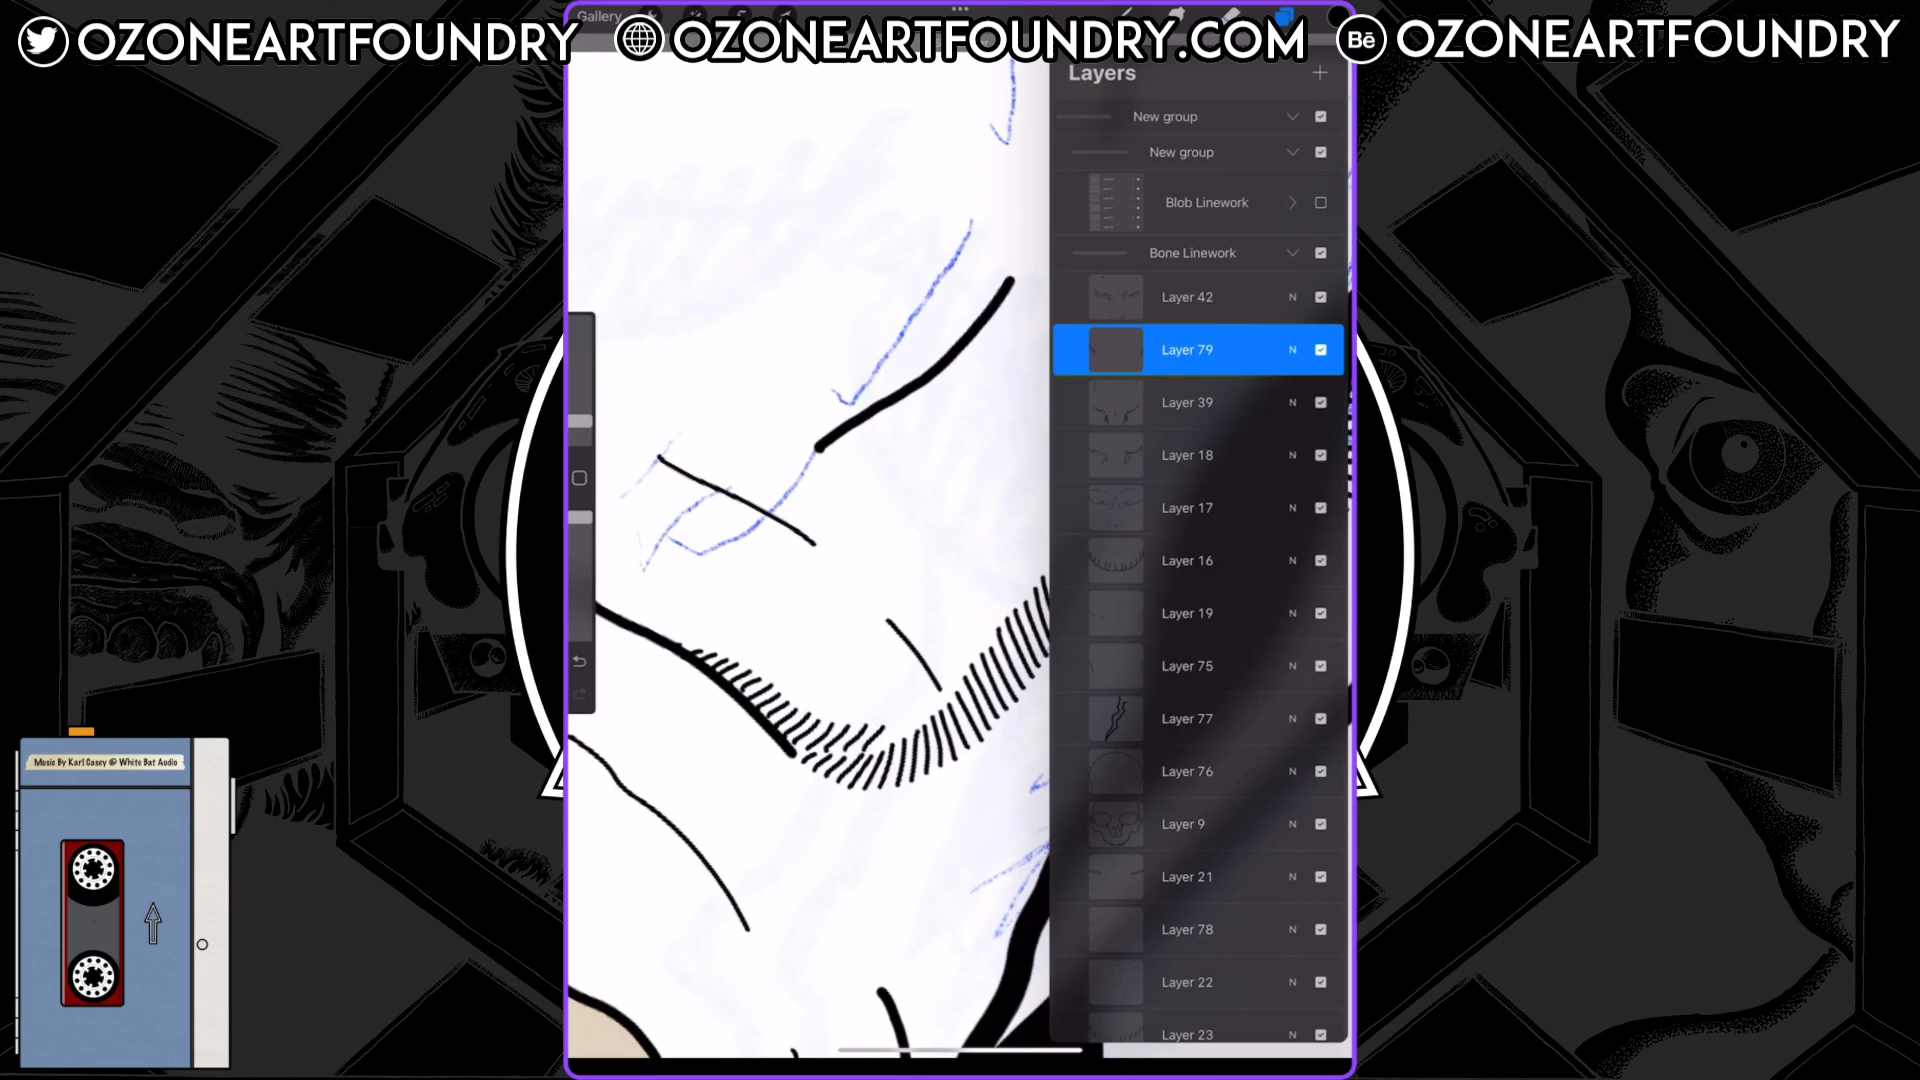 OZONEARTFOUNDRY
OZONEARTFOUNDRY.COM
Bē OZONEARTFOUNDRY
Gallery
Layers
New group
New group
Blob Linework
Bone Linework
Layer 42 N
Layer 79 N
Layer 39 N
Layer 18 N
Layer 17 N
Layer 16 N
Layer 19 N
Layer 75 N
Layer 77 N
Layer 76 N
Layer 9 N
Layer 21 N
Layer 78 N
Layer 22 N
Layer 23 N
Music By Karl Casey @ White Bat Audio